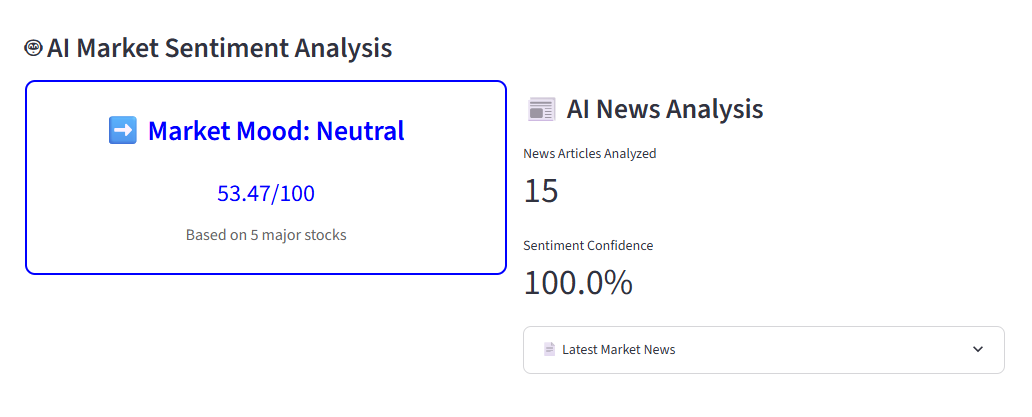 AI Market Sentiment Analysis
Market Mood: Neutral
53.47/100
Based on 5 major stocks
AI News Analysis
News Articles Analyzed
15
Sentiment Confidence
100.0%
Latest Market News